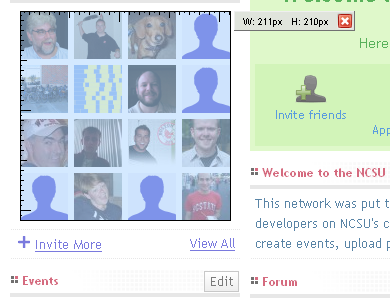 W: 211px H: 210px
Here
Invite friends
App
Welcome to the NCSU
This network was put t
developers on NCSU's c
create events, upload p
Invite More
View All
Events
Edit
Forum